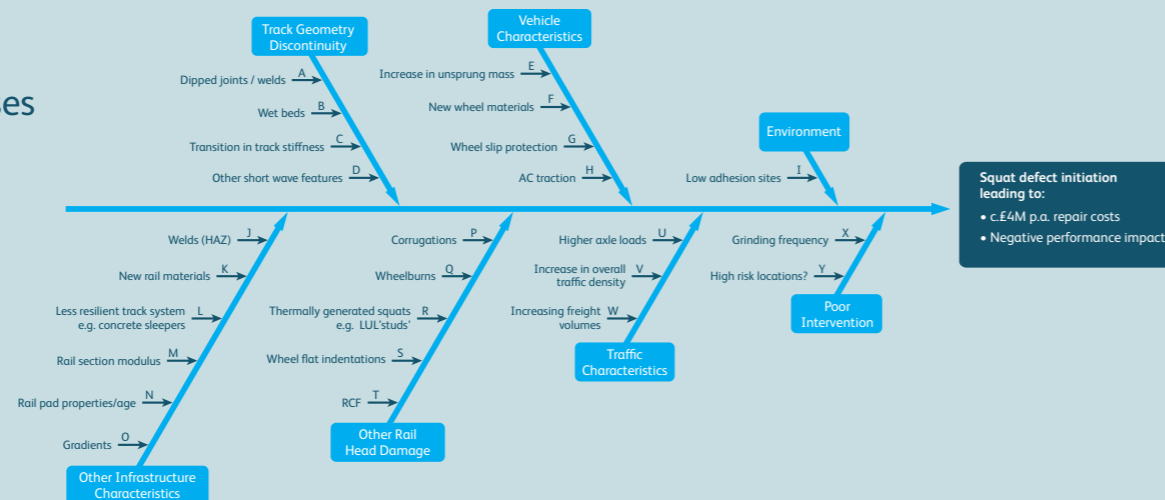 Track Geometry
Discontinuity
Vehicle
Characteristics
Dipped joints / welds A
Wet beds B
Transition in track stiffness C
Other short wave features D
Increase in unsprung mass E
New wheel materials F
Wheel slip protection G
AC traction H
Environment
Low adhesion sites I
Squat defect initiation
leading to:
• c.£4M p.a. repair costs
• Negative performance impact
Welds (HAZ) J
New rail materials K
Less resilient track system
e.g. concrete sleepers L
Rail section modulus M
Rail pad properties/age N
Gradients O
Other Infrastructure
Characteristics
Corrugations P
Wheelburns Q
Thermally generated squats
e.g. LUL'studs' R
Wheel flat indentations S
RCF T
Other Rail
Head Damage
Higher axle loads U
Increase in overall
traffic density V
Increasing freight
volumes W
Traffic
Characteristics
Grinding frequency X
High risk locations? Y
Poor
Intervention